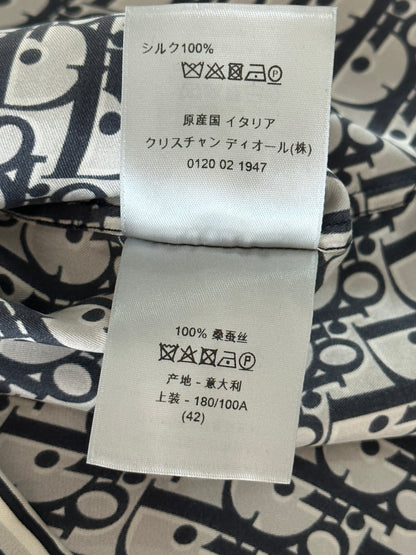 シルク100%
原産国 イタリア
クリスチャン ディオール(株)
0120 02 1947
100% 桑蚕丝
产地 - 意大利
上装 - 180/100A
(42)